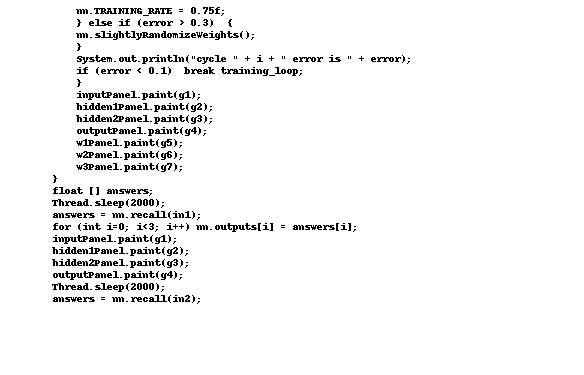 nn.TRAINING_RATE = 0.75f;
} else if (error > 0.3)  {
nn.slightlyRandomizeWeights();
}
System.out.println("cycle " + i + " error is " + error);
if (error < 0.1)  break training_loop;
}
inputPanel.paint(g1);
hidden1Panel.paint(g2);
hidden2Panel.paint(g3);
outputPanel.paint(g4);
w1Panel.paint(g5);
w2Panel.paint(g6);
w3Panel.paint(g7);
}
float [] answers;
Thread.sleep(2000);
answers = nn.recall(in1);
for (int i=0; i<3; i++) nn.outputs[i] = answers[i];
inputPanel.paint(g1);
hidden1Panel.paint(g2);
hidden2Panel.paint(g3);
outputPanel.paint(g4);
Thread.sleep(2000);
answers = nn.recall(in2);